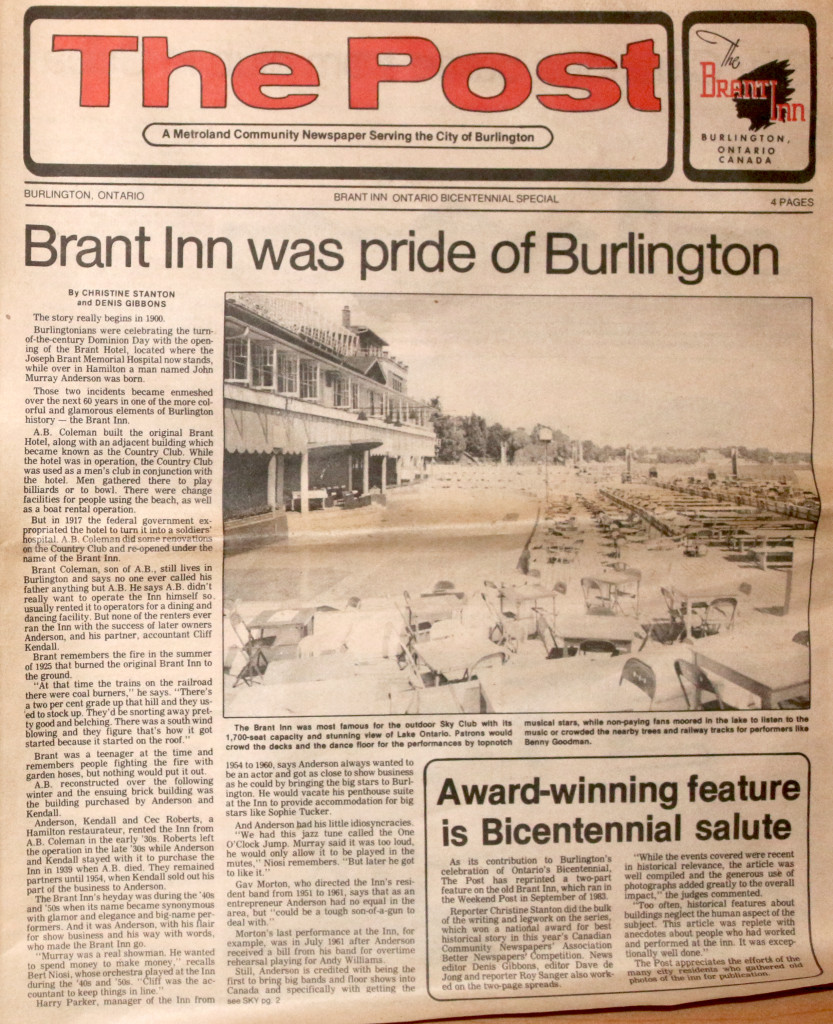 The Post
A Metroland Community Newspaper Serving the City of Burlington
The
Brant
Inn
BURLINGTON,
ONTARIO
CANADA
BURLINGTON, ONTARIO
BRANT INN ONTARIO BICENTENNIAL SPECIAL
4 PAGES
Brant Inn was pride of Burlington
By CHRISTINE STANTON
and DENIS GIBBONS
The story really begins in 1900.
Burlingtonians were celebrating the turn-
of-the-century Dominion Day with the open-
ing of the Brant Hotel, located where the
Joseph Brant Memorial Hospital now stands,
while over in Hamilton a man named John
Murray Anderson was born.
Those two incidents became enmeshed
over the next 60 years in one of the more col-
orful and glamorous elements of Burlington
history — the Brant Inn.
A.B. Coleman built the original Brant
Hotel, along with an adjacent building which
became known as the Country Club. While
the hotel was in operation, the Country Club
was used as a men's club in conjunction with
the hotel. Men gathered there to play
billiards or to bowl. There were change
facilities for people using the beach, as well
as a boat rental operation.
But in 1917 the federal government ex-
propriated the hotel to turn it into a soldiers'
hospital. A.B. Coleman did some renovations
on the Country Club and re-opened under the
name of the Brant Inn.
Brant Coleman, son of A.B., still lives in
Burlington and says no one ever called his
father anything but A.B. He says A.B. didn't
really want to operate the Inn himself so
usually rented it to operators for a dining and
dancing facility. But none of the renters ever
ran the Inn with the success of later owners
Anderson, and his partner, accountant Cliff
Kendall.
Brant remembers the fire in the summer
of 1925 that burned the original Brant Inn to
the ground.
"At that time the trains on the railroad
there were coal burners," he says. "There's
a two per cent grade up that hill and they us-
ed to stock up. They'd be snorting away pret-
ty good and belching. There was a south wind
blowing and they figure that's how it got
started because it started on the roof."
Brant was a teenager at the time and
remembers people fighting the fire with
garden hoses, but nothing would put it out.
A.B. reconstructed over the following
winter and the ensuing brick building was
the building purchased by Anderson and
Kendall.
Anderson, Kendall and Cec Roberts, a
Hamilton restaurateur, rented the Inn from
A.B. Coleman in the early '30s. Roberts left
the operation in the late '30s while Anderson
and Kendall stayed with it to purchase the
Inn in 1939 when A.B. died. They remained
partners until 1954, when Kendall sold out his
part of the business to Anderson.
The Brant Inn's heyday was during the '40s
and '50s when its name became synonymous
with glamor and elegance and big-name per-
formers. And it was Anderson, with his flair
for show business and his way with words,
who made the Brant Inn go.
"Murray was a real showman. He wanted
to spend money to make money," recalls
Bert Niosi, whose orchestra played at the Inn
during the '40s and '50s. "Cliff was the ac-
countant to keep things in line."
Harry Parker, manager of the Inn from
The Brant Inn was most famous for the outdoor Sky Club with its
1,700-seat capacity and stunning view of Lake Ontario. Patrons would
crowd the decks and the dance floor for the performances by topnotch
musical stars, while non-paying fans moored in the lake to listen to the
music or crowded the nearby trees and railway tracks for performers like
Benny Goodman.
1954 to 1960, says Anderson always wanted to
be an actor and got as close to show business
as he could by bringing the big stars to Burl-
ington. He would vacate his penthouse suite
at the Inn to provide accommodation for big
stars like Sophie Tucker.
And Anderson had his little idiosyncracies.
"We had this jazz tune called the One
O'Clock Jump. Murray said it was too loud,
he would only allow it to be played in the
mutes," Niosi remembers. "But later he got
to like it."
Gav Morton, who directed the Inn's resi-
dent band from 1951 to 1961, says that as an
entrepreneur Anderson had no equal in the
area, but "could be a tough son-of-a-gun to
deal with."
Morton's last performance at the Inn, for
example, was in July 1961 after Anderson
received a bill from his band for overtime
rehearsal playing for Andy Williams.
Still, Anderson is credited with being the
first to bring big bands and floor shows into
Canada and specifically with getting the
see SKY pg. 2
Award-winning feature
is Bicentennial salute
As its contribution to Burlington's
celebration of Ontario's Bicentennial,
The Post has reprinted a two-part
feature on the old Brant Inn, which ran in
the Weekend Post in September of 1983.
Reporter Christine Stanton did the bulk
of the writing and legwork on the series,
which won a national award for best
historical story in this year's Canadian
Community Newspapers' Association
Better Newspapers' Competition. News
editor Denis Gibbons, editor Dave de
Jong and reporter Roy Sanger also work-
ed on the two-page spreads.
"While the events covered were recent
in historical relevance, the article was
well compiled and the generous use of
photographs added greatly to the overall
impact," the judges commented.
"Too often, historical features about
buildings neglect the human aspect of the
subject. This article was replete with
anecdotes about people who had worked
and performed at the inn. It was excep-
tionally well done."
The Post appreciates the efforts of the
many city residents who gathered old
photos of the inn for publication.